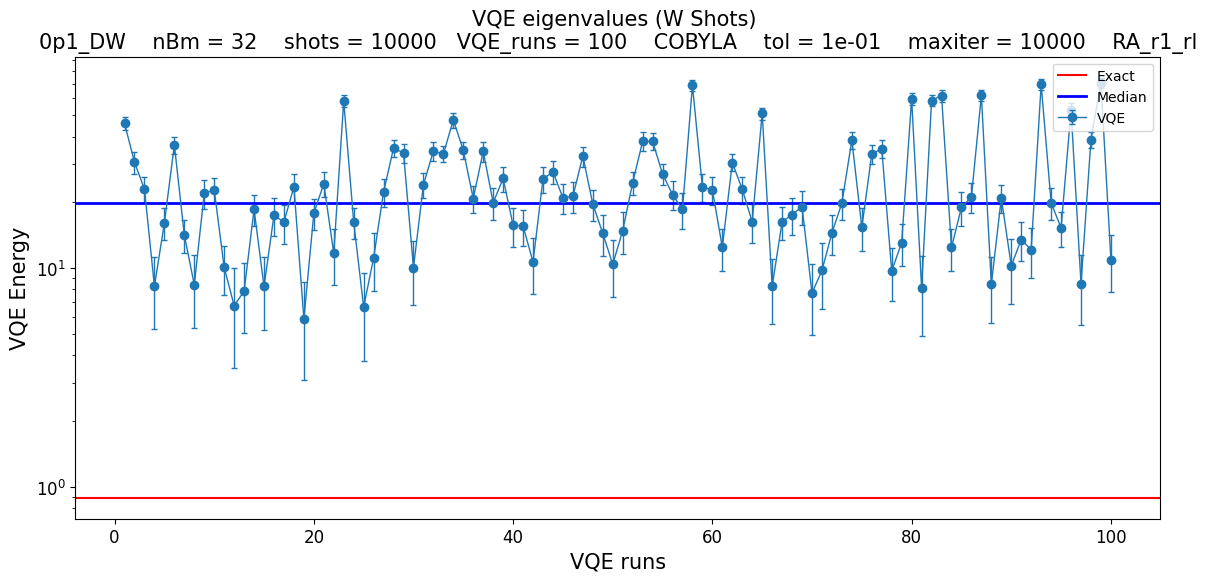 VQE eigenvalues (W Shots)
0p1_DW nBm = 32 shots = 10000 VQE_runs = 100 COBYLA tol = 1e-01 maxiter = 10000 RA_r1_rl
Exact
Median
VQE
VQE Energy
10¹
10⁰
0 20 40 60 80 100
VQE runs